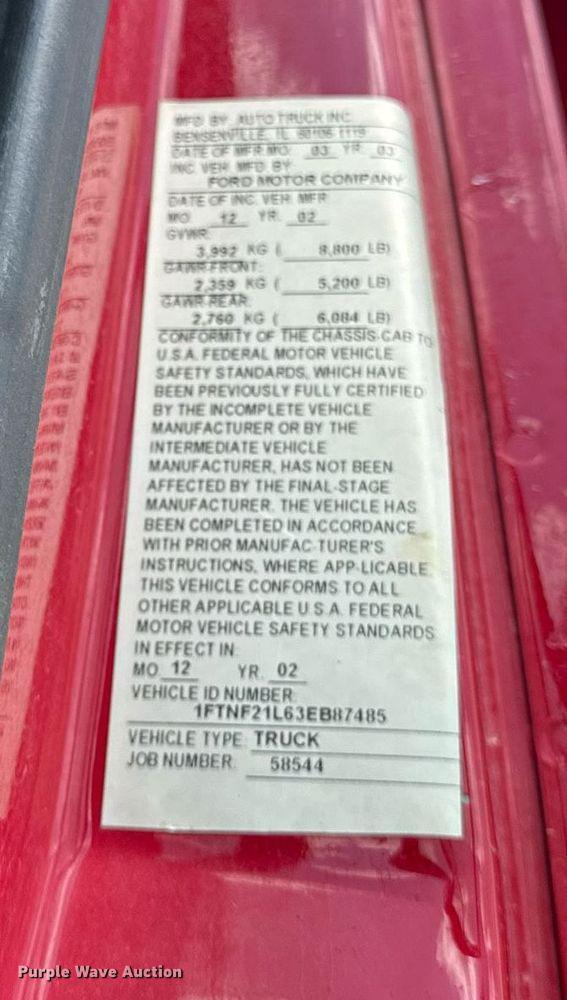 MFD BY AUTO TRUCK INC.
BENSENVILLE, IL 60106-1119
DATE OF MFR MO. 03 YR. 03
INC. VEH. MFD BY
FORD MOTOR COMPANY
DATE OF INC. VEH. MFR.
MO. 12 YR. 02
GVWR:
3,992 KG ( 8,800 LB)
GAWR-FRONT:
2,359 KG ( 5,200 LB)
GAWR-REAR:
2,760 KG ( 6,084 LB)
CONFORMITY OF THE CHASSIS-CAB TO
U.S.A. FEDERAL MOTOR VEHICLE
SAFETY STANDARDS, WHICH HAVE
BEEN PREVIOUSLY FULLY CERTIFIED
BY THE INCOMPLETE VEHICLE
MANUFACTURER OR BY THE
INTERMEDIATE VEHICLE
MANUFACTURER, HAS NOT BEEN
AFFECTED BY THE FINAL-STAGE
MANUFACTURER. THE VEHICLE HAS
BEEN COMPLETED IN ACCORDANCE
WITH PRIOR MANUFAC-TURER'S
INSTRUCTIONS, WHERE APP-LICABLE.
THIS VEHICLE CONFORMS TO ALL
OTHER APPLICABLE U.S.A. FEDERAL
MOTOR VEHICLE SAFETY STANDARDS
IN EFFECT IN:
MO. 12 YR. 02
VEHICLE ID NUMBER:
1FTNF21L63EB87485
VEHICLE TYPE: TRUCK
JOB NUMBER: 58544
Purple Wave Auction